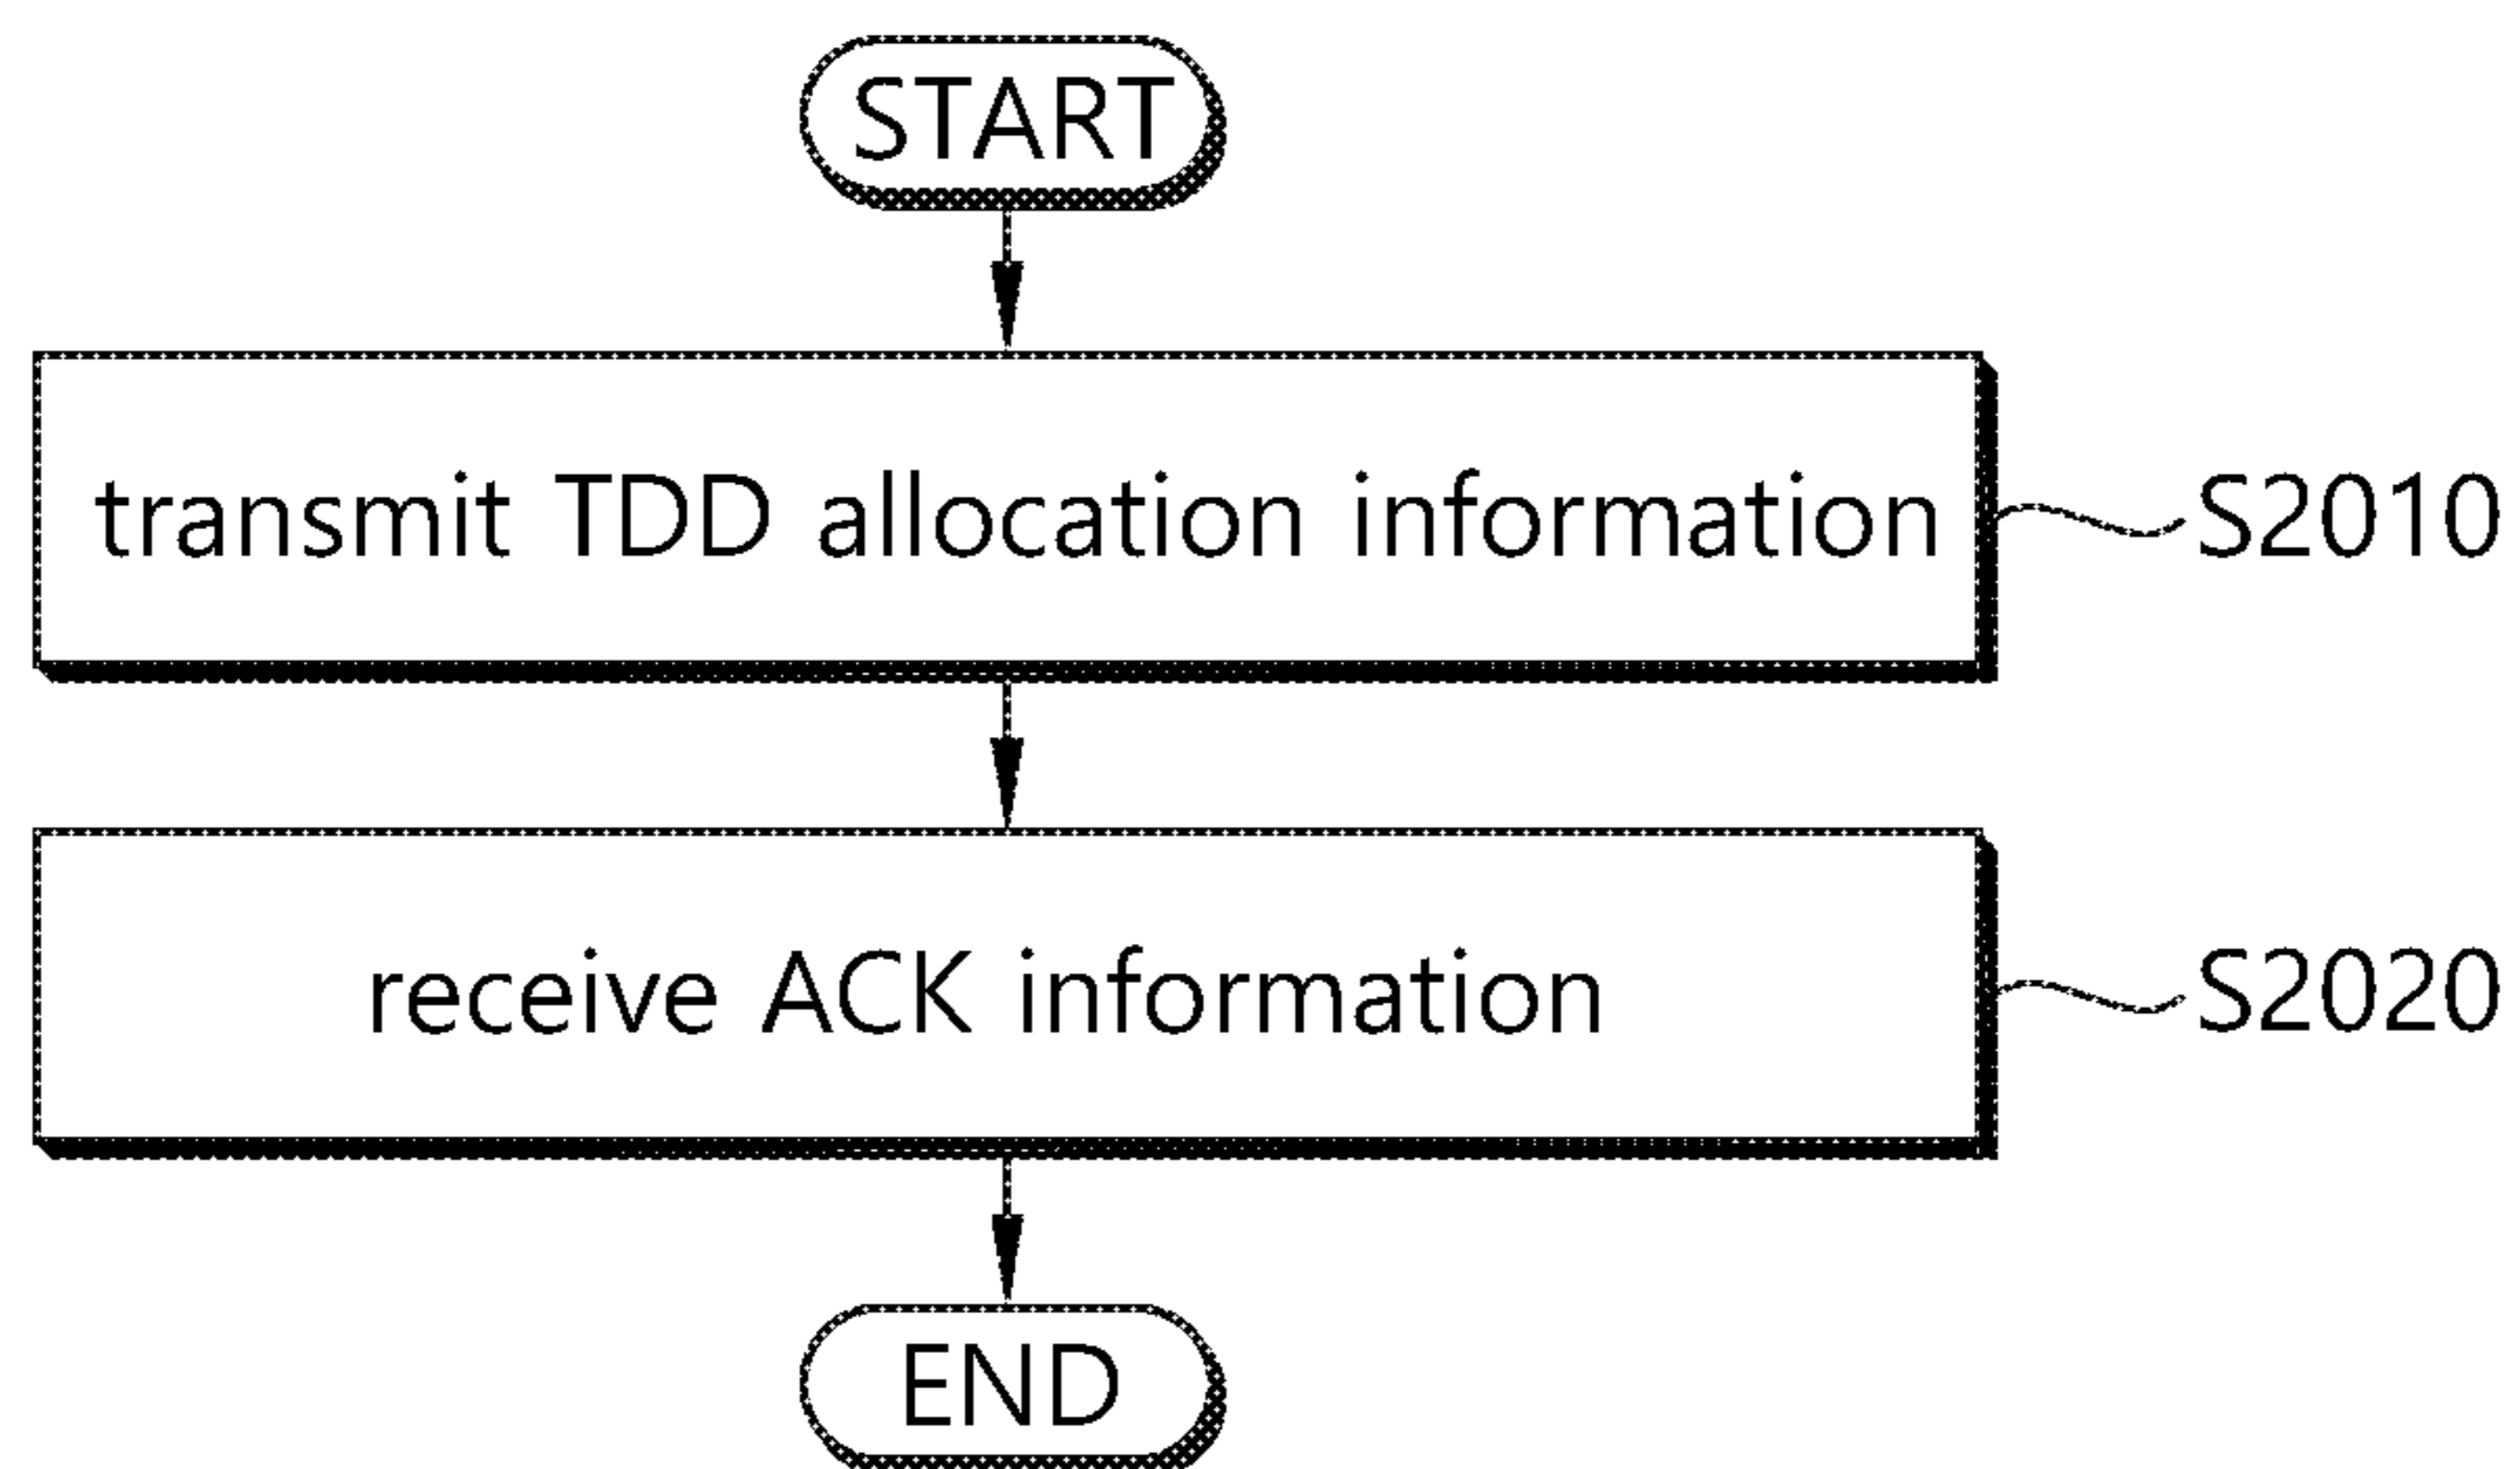 START
transmit TDD allocation information
S2010
receive ACK information
S2020
END